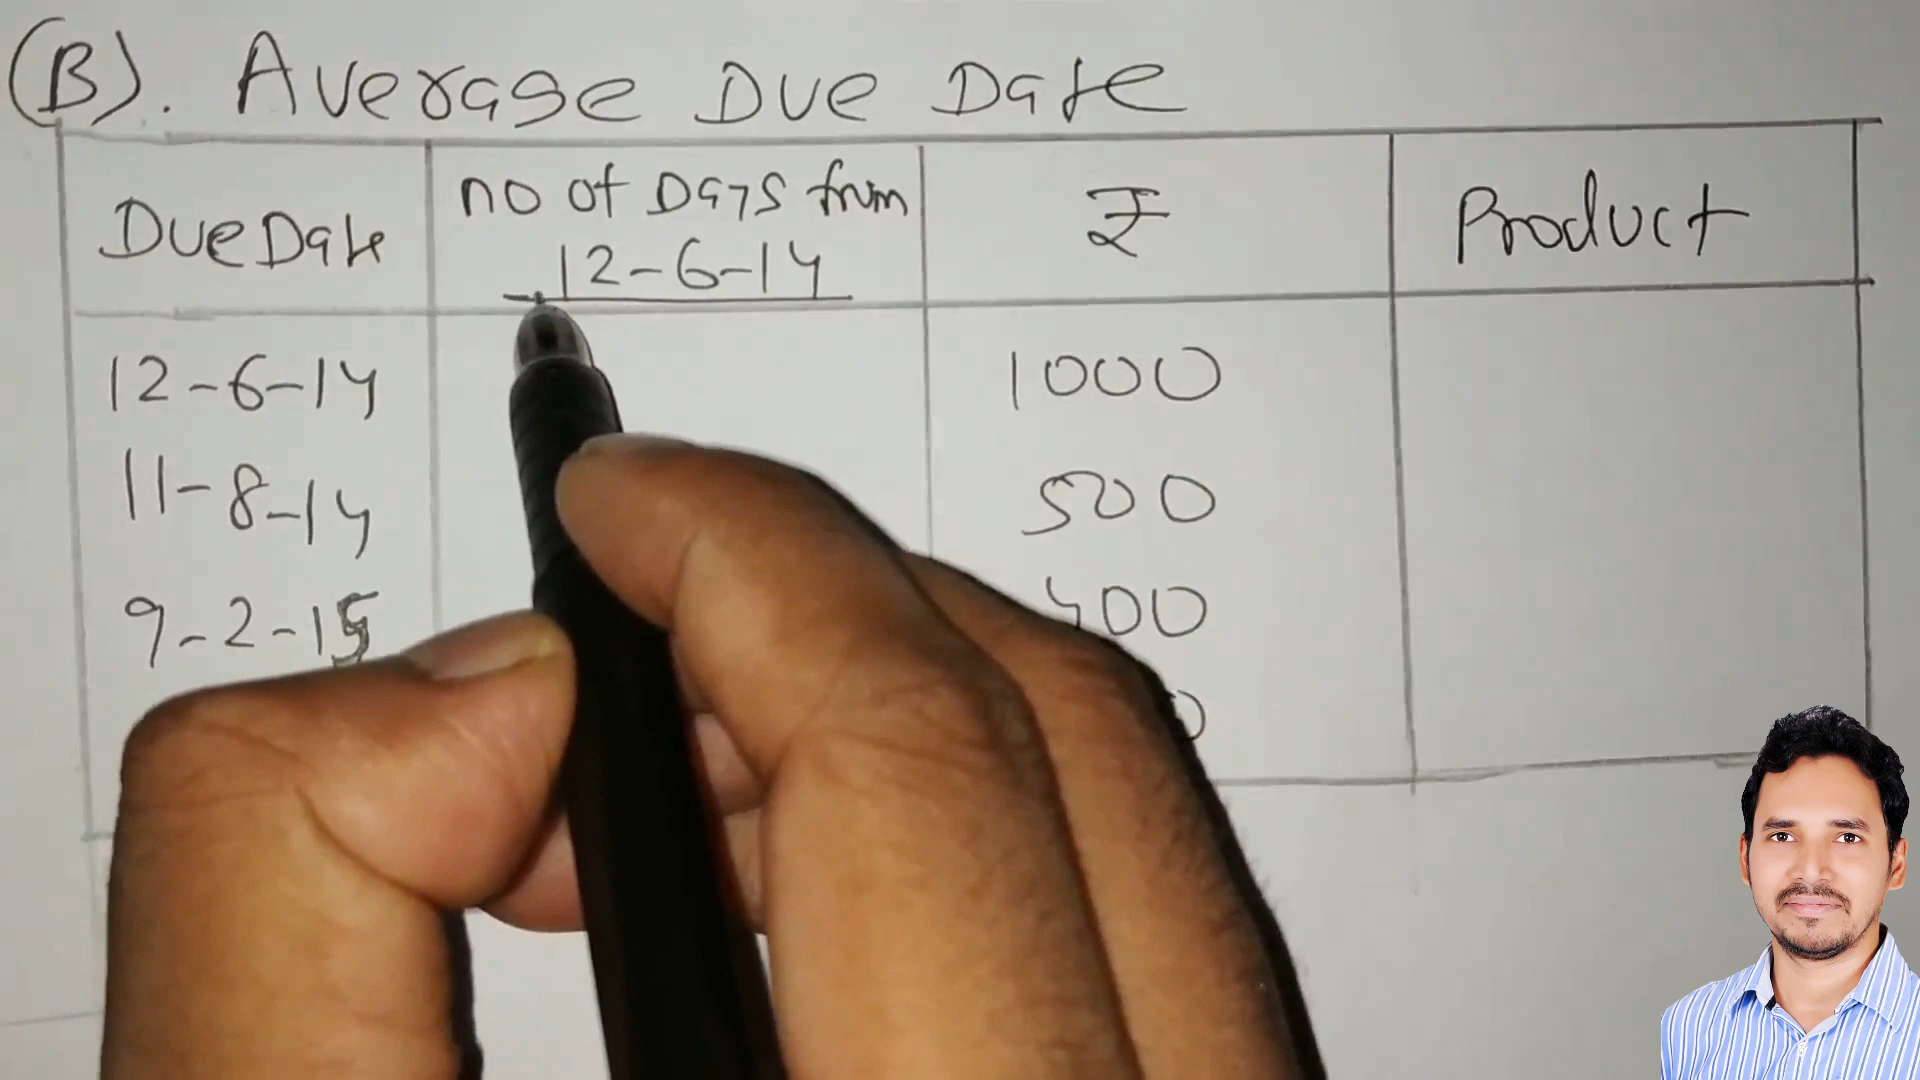 (B). Average Due Date
Due Date
no of Days from
12-6-14
₹
Product
12-6-14
1000
11-8-14
500
9-2-15
400